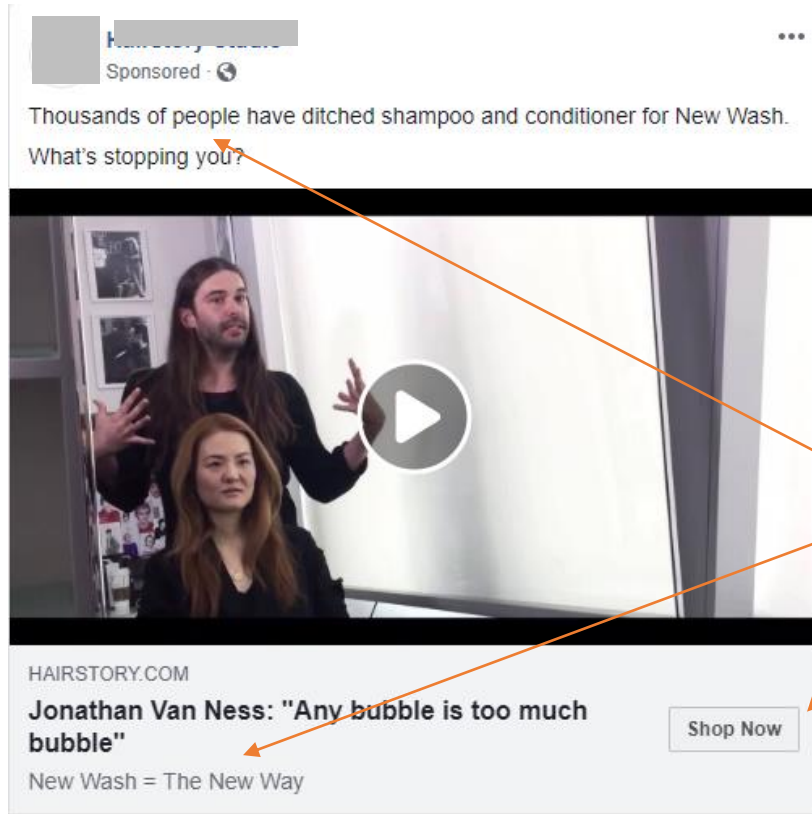 Sponsored ·
Thousands of people have ditched shampoo and conditioner for New Wash.
What's stopping you?
HAIRSTORY.COM
Jonathan Van Ness: "Any bubble is too much
bubble"
Shop Now
New Wash = The New Way